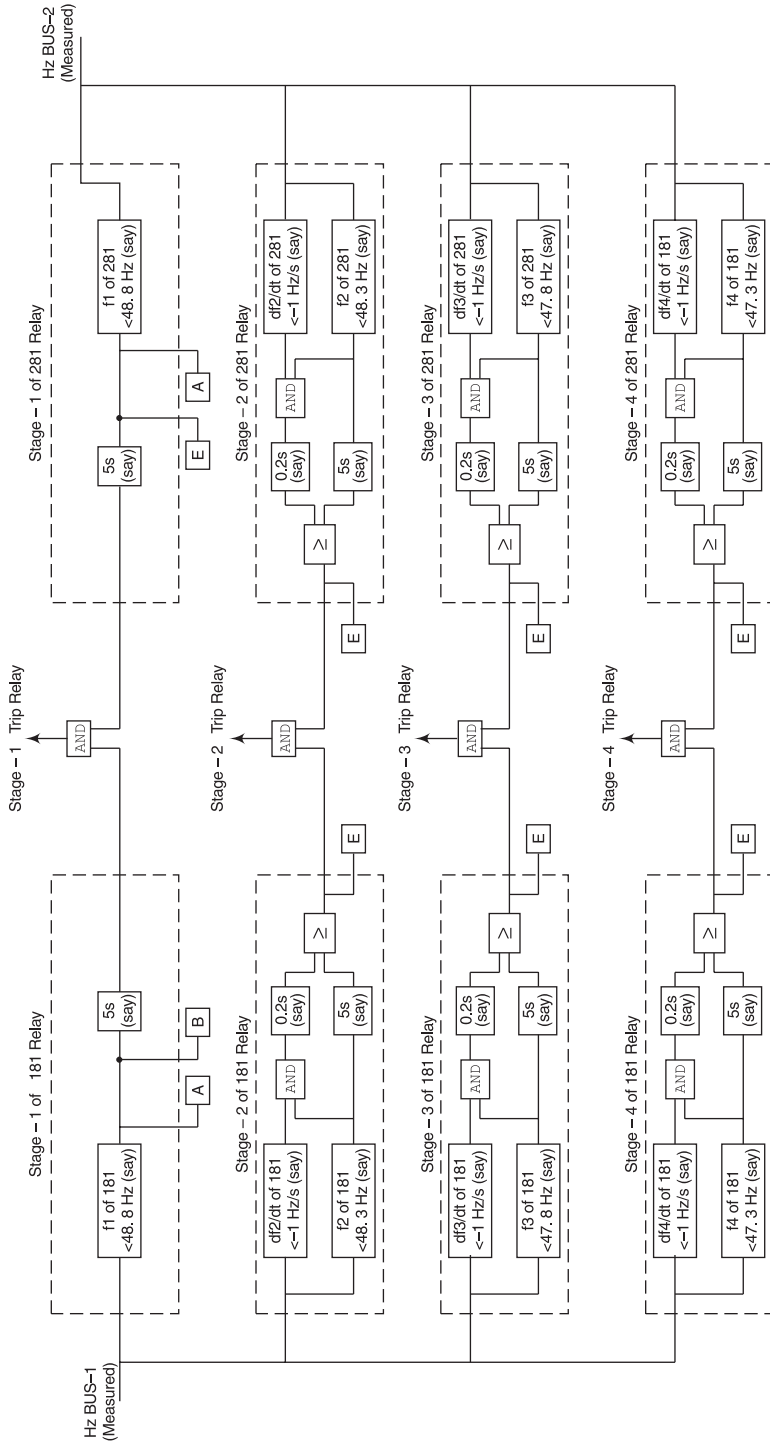 Hz BUS–1
(Measured)
Hz BUS–2
(Measured)
Stage – 1 of 181 Relay
f1 of 181
<48. 8 Hz (say)
A
B
5s
(say)
Stage – 1 Trip Relay
AND
Stage – 1 of 281 Relay
5s
(say)
E
A
f1 of 281
<48. 8 Hz (say)
Stage – 2 of 181 Relay
df2/dt of 181
<–1 Hz/s (say)
f2 of 181
<48. 3 Hz (say)
AND
0.2s
(say)
5s
(say)
≥
E
Stage – 2 Trip Relay
AND
Stage – 2 of 281 Relay
E
≥
0.2s
(say)
5s
(say)
AND
df2/dt of 281
<–1 Hz/s (say)
f2 of 281
<48. 3 Hz (say)
Stage – 3 of 181 Relay
df3/dt of 181
<–1 Hz/s (say)
f3 of 181
<47. 8 Hz (say)
AND
0.2s
(say)
5s
(say)
≥
E
Stage – 3 Trip Relay
AND
Stage – 3 of 281 Relay
E
≥
0.2s
(say)
5s
(say)
AND
df3/dt of 281
<–1 Hz/s (say)
f3 of 281
<47. 8 Hz (say)
Stage – 4 of 181 Relay
df4/dt of 181
<–1 Hz/s (say)
f4 of 181
<47. 3 Hz (say)
AND
0.2s
(say)
5s
(say)
≥
E
Stage – 4 Trip Relay
AND
Stage – 4 of 281 Relay
E
≥
0.2s
(say)
5s
(say)
AND
df4/dt of 181
<–1 Hz/s (say)
f4 of 181
<47. 3 Hz (say)